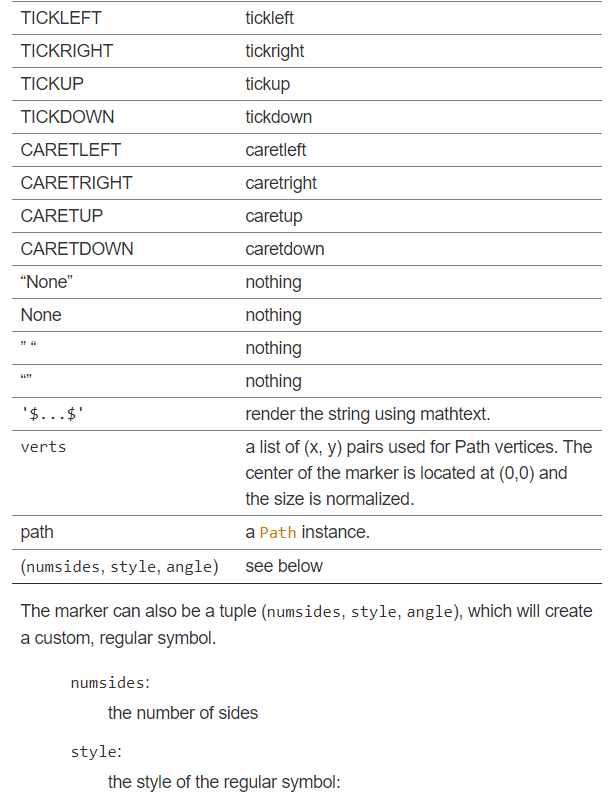 TICKLEFT tickleft
TICKRIGHT tickright
TICKUP tickup
TICKDOWN tickdown
CARETLEFT caretleft
CARETRIGHT caretright
CARETUP caretup
CARETDOWN caretdown
“None” nothing
None nothing
” “ nothing
“” nothing
'$...$' render the string using mathtext.
verts a list of (x, y) pairs used for Path vertices. The
center of the marker is located at (0,0) and
the size is normalized.
path a Path instance.
(numsides, style, angle) see below
The marker can also be a tuple (numsides, style, angle), which will create
a custom, regular symbol.
numsides:
the number of sides
style:
the style of the regular symbol: